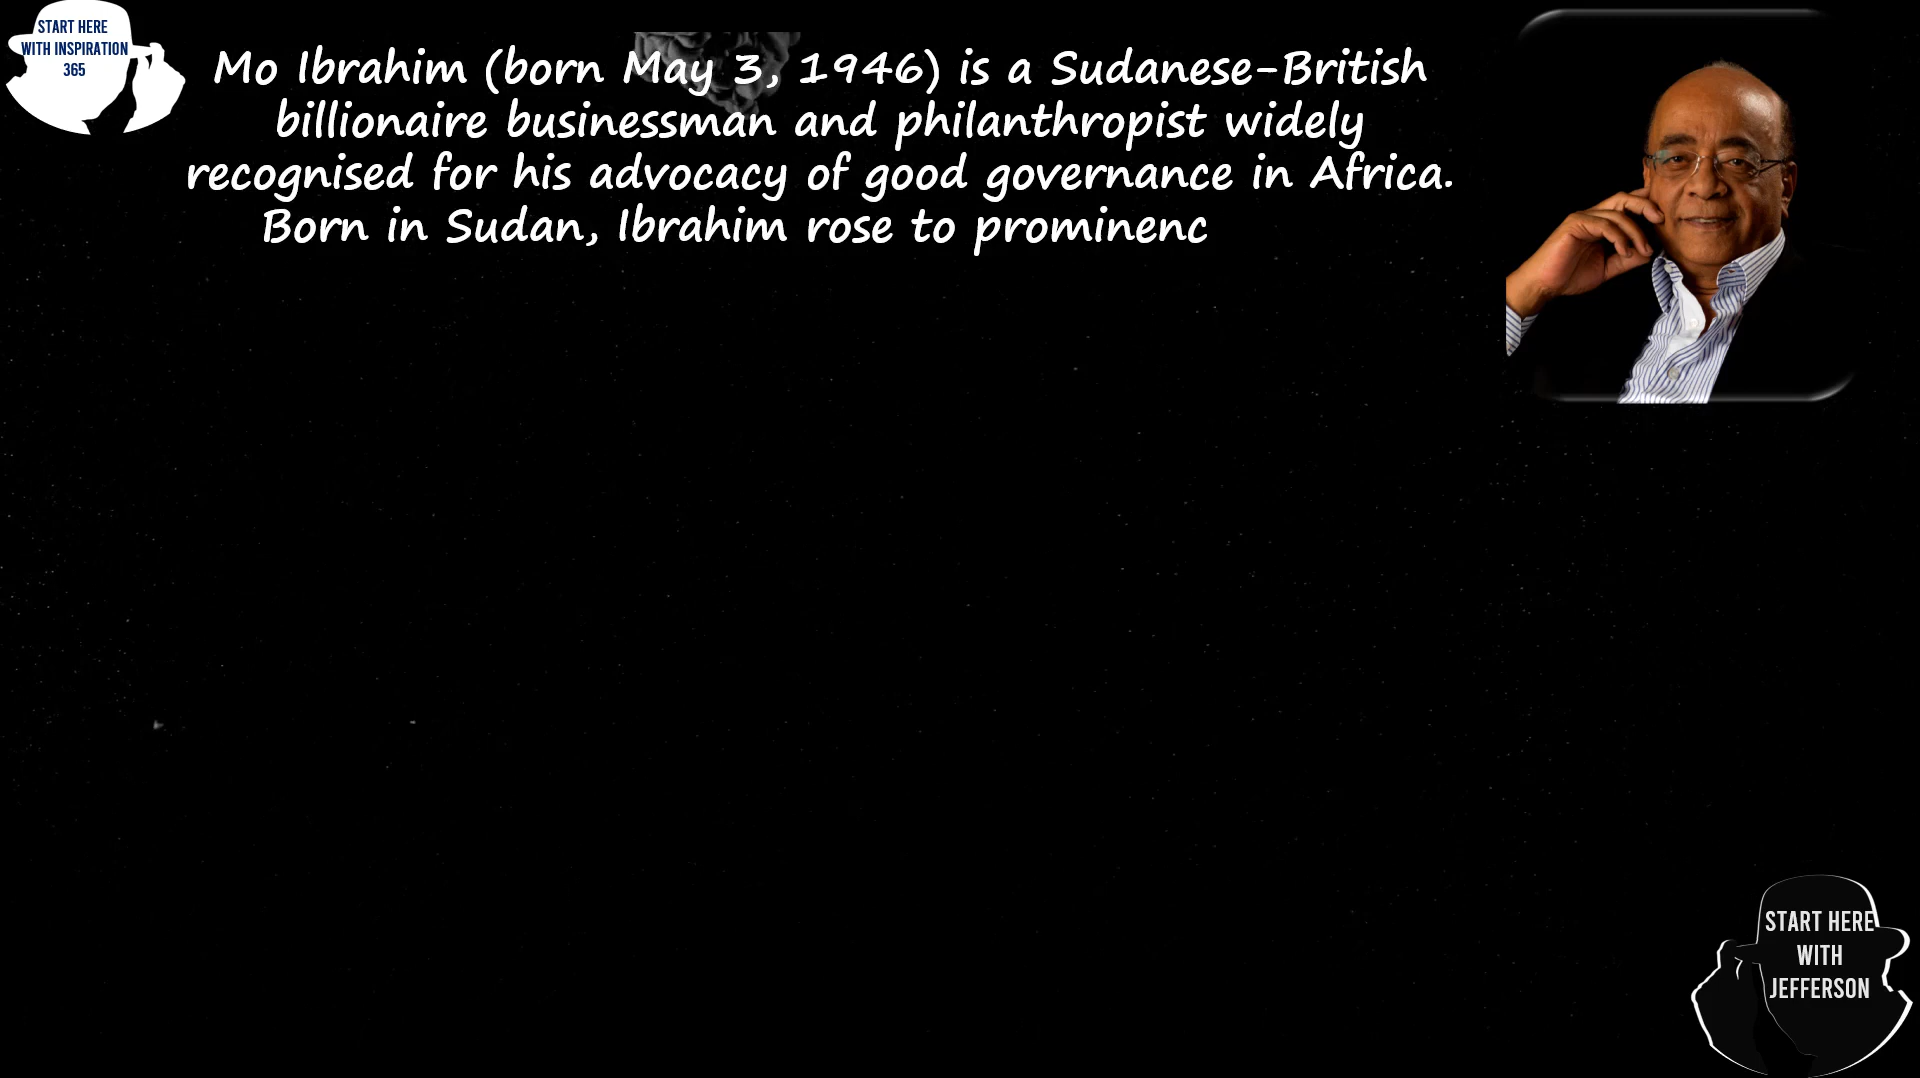 START HERE
WITH INSPIRATION
365
Mo Ibrahim (born May 3, 1946) is a Sudanese-British
billionaire businessman and philanthropist widely
recognised for his advocacy of good governance in Africa.
Born in Sudan, Ibrahim rose to prominenc
START HERE
WITH
JEFFERSON